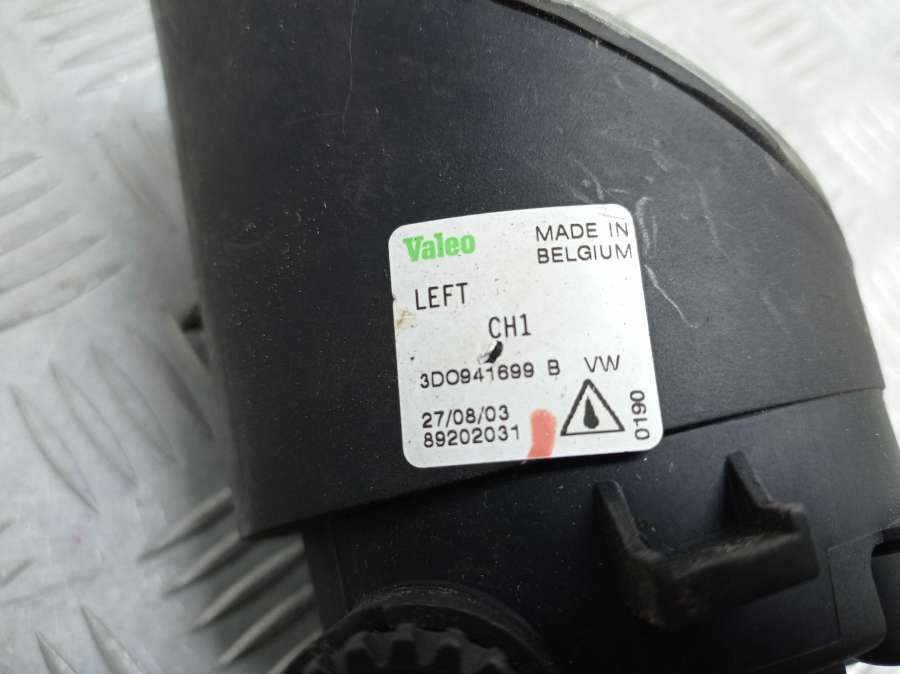 Valeo
MADE IN
BELGIUM
LEFT
CH1
3D0941699 B
VW
27/08/03
89202031
0190